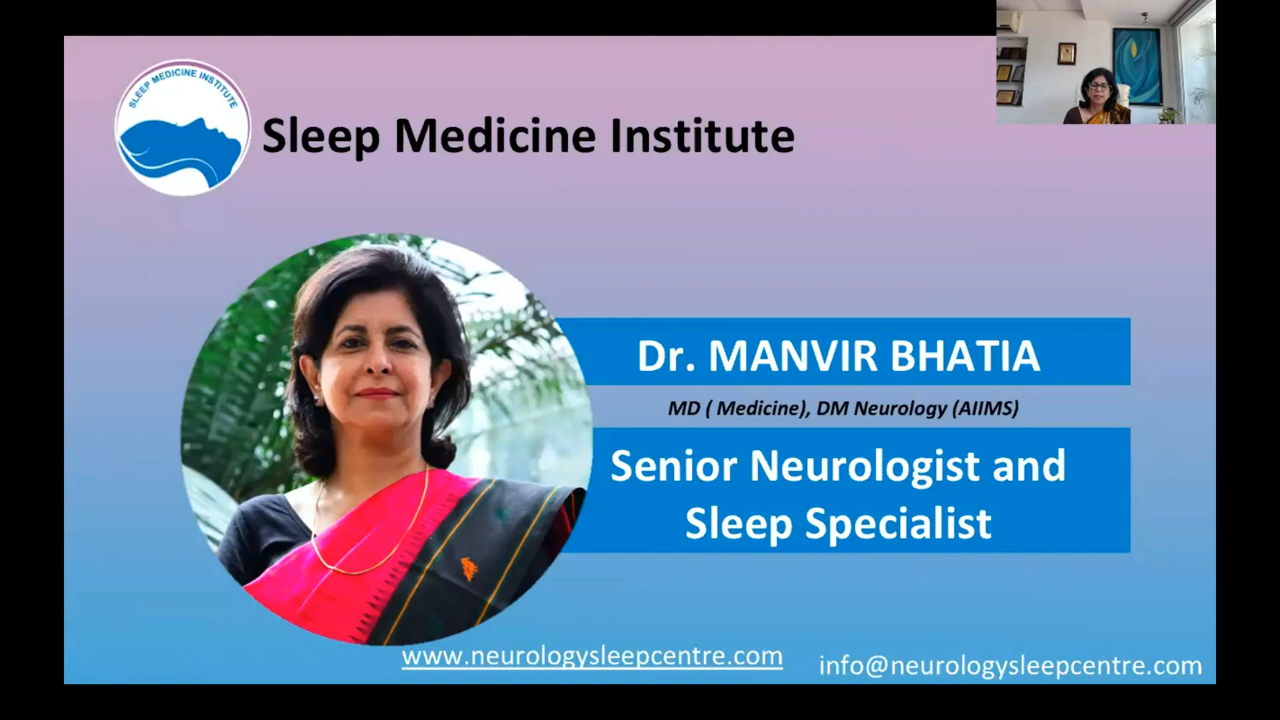 SLEEP MEDICINE INSTITUTE
Sleep Medicine Institute
Dr. MANVIR BHATIA
MD ( Medicine), DM Neurology (AIIMS)
Senior Neurologist and
Sleep Specialist
www.neurologysleepcentre.com
info@neurologysleepcentre.com